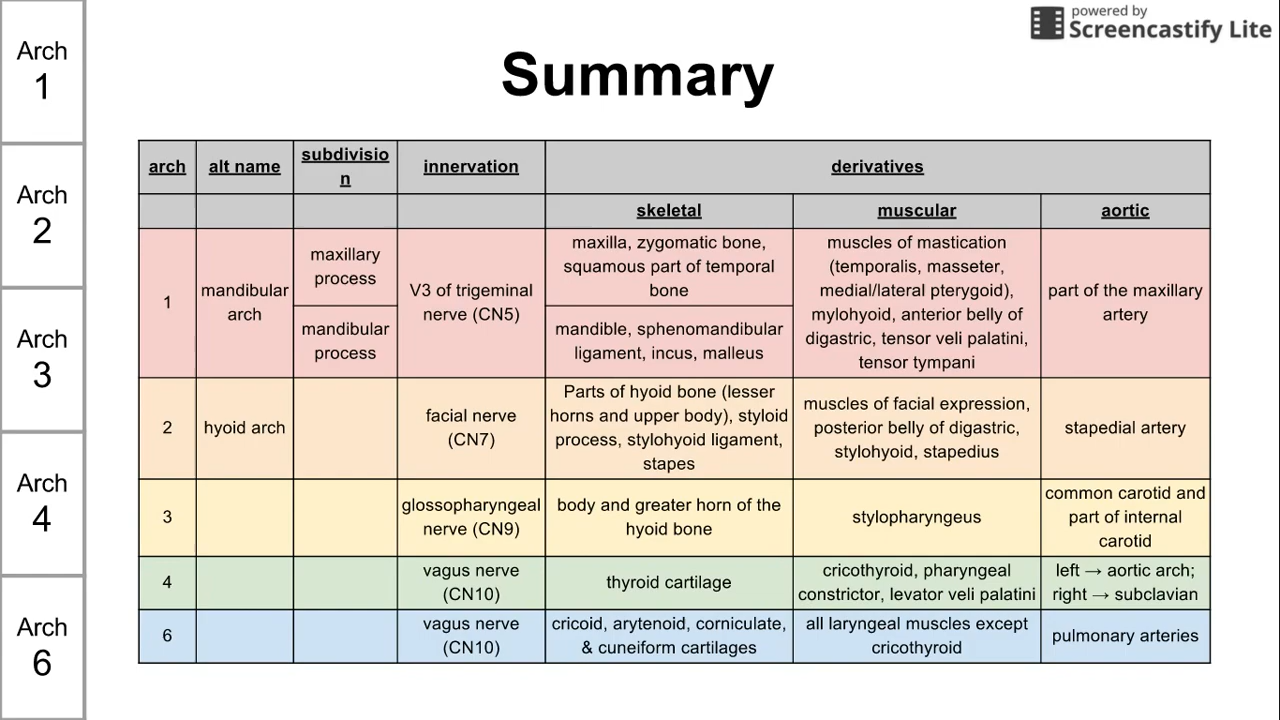 powered by
Screencastify Lite
Arch
1
Arch
2
Arch
3
Arch
4
Arch
6
Summary
arch
alt name
subdivisio
n
innervation
derivatives
skeletal
muscular
aortic
1
mandibular
arch
maxillary
process
mandibular
process
V3 of trigeminal
nerve (CN5)
maxilla, zygomatic bone,
squamous part of temporal
bone
mandible, sphenomandibular
ligament, incus, malleus
muscles of mastication
(temporalis, masseter,
medial/lateral pterygoid),
mylohyoid, anterior belly of
digastric, tensor veli palatini,
tensor tympani
part of the maxillary
artery
2
hyoid arch
facial nerve
(CN7)
Parts of hyoid bone (lesser
horns and upper body), styloid
process, stylohyoid ligament,
stapes
muscles of facial expression,
posterior belly of digastric,
stylohyoid, stapedius
stapedial artery
3
glossopharyngeal
nerve (CN9)
body and greater horn of the
hyoid bone
stylopharyngeus
common carotid and
part of internal
carotid
4
vagus nerve
(CN10)
thyroid cartilage
cricothyroid, pharyngeal
constrictor, levator veli palatini
left → aortic arch;
right → subclavian
6
vagus nerve
(CN10)
cricoid, arytenoid, corniculate,
& cuneiform cartilages
all laryngeal muscles except
cricothyroid
pulmonary arteries